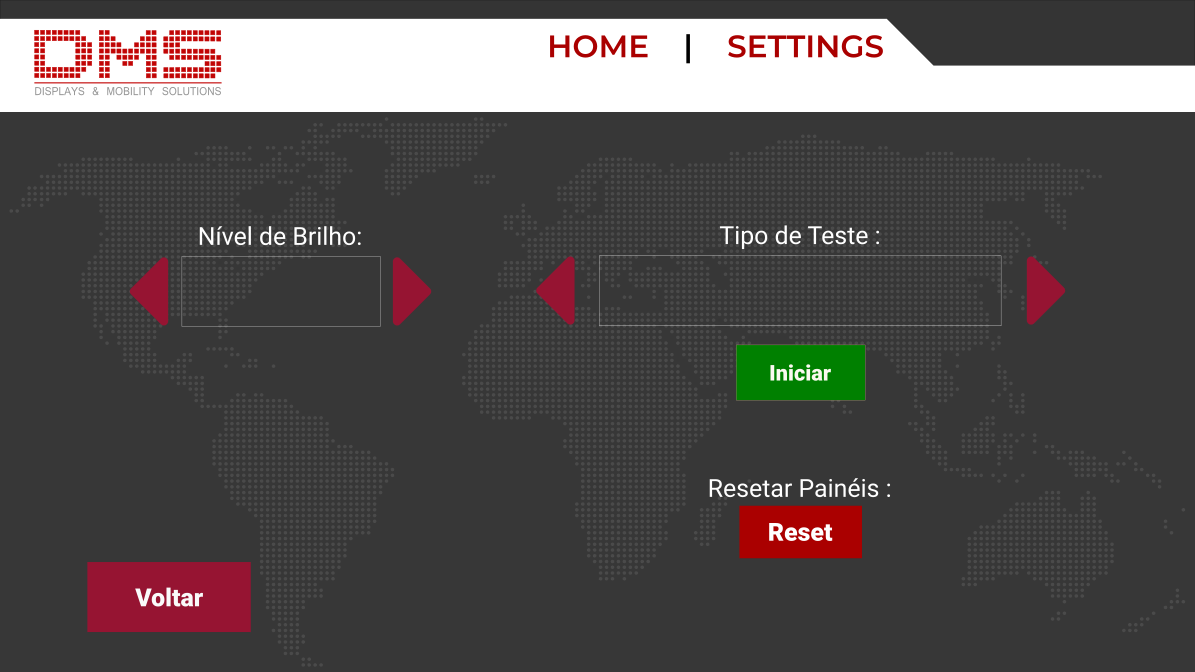 DMS
DISPLAYS & MOBILITY SOLUTIONS
HOME | SETTINGS
Nível de Brilho:
Tipo de Teste :
Iniciar
Resetar Painéis :
Reset
Voltar